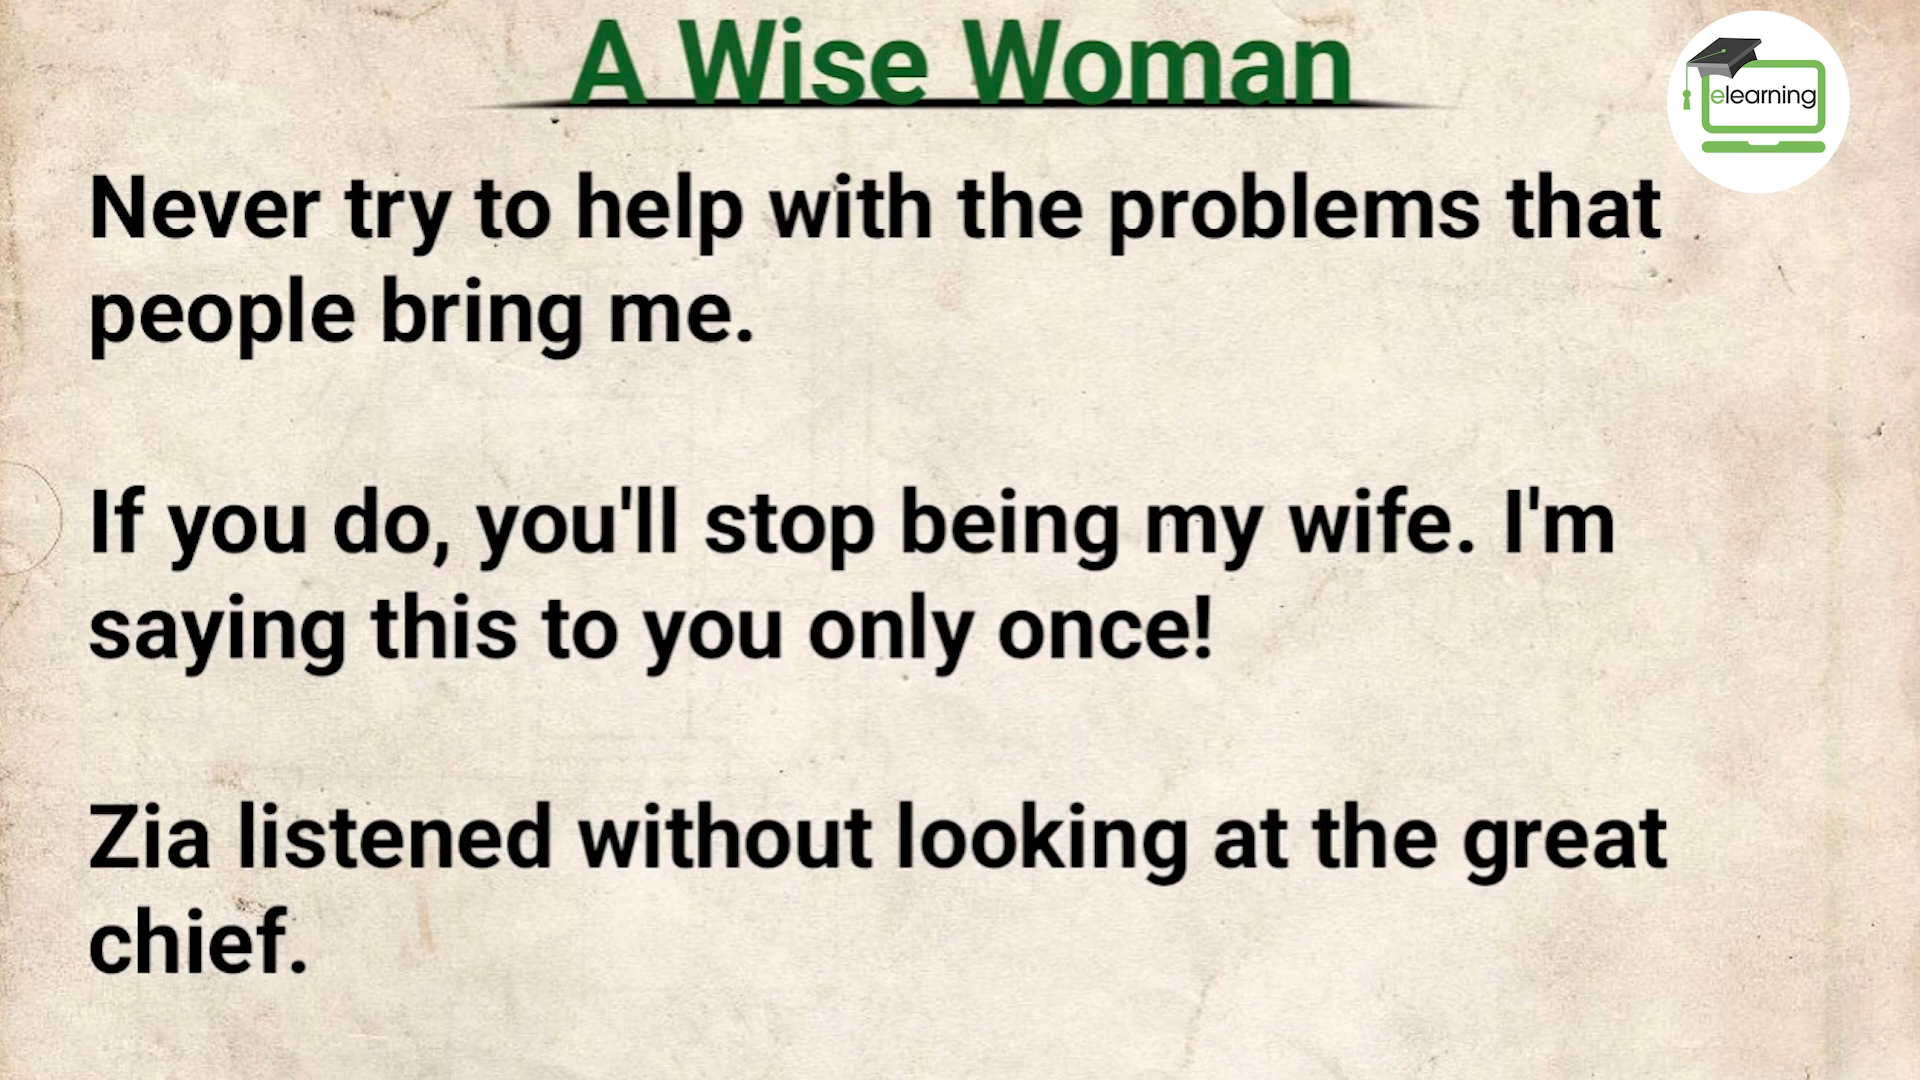 A Wise Woman
elearning
Never try to help with the problems that
people bring me.
If you do, you'll stop being my wife. I'm
saying this to you only once!
Zia listened without looking at the great
chief.